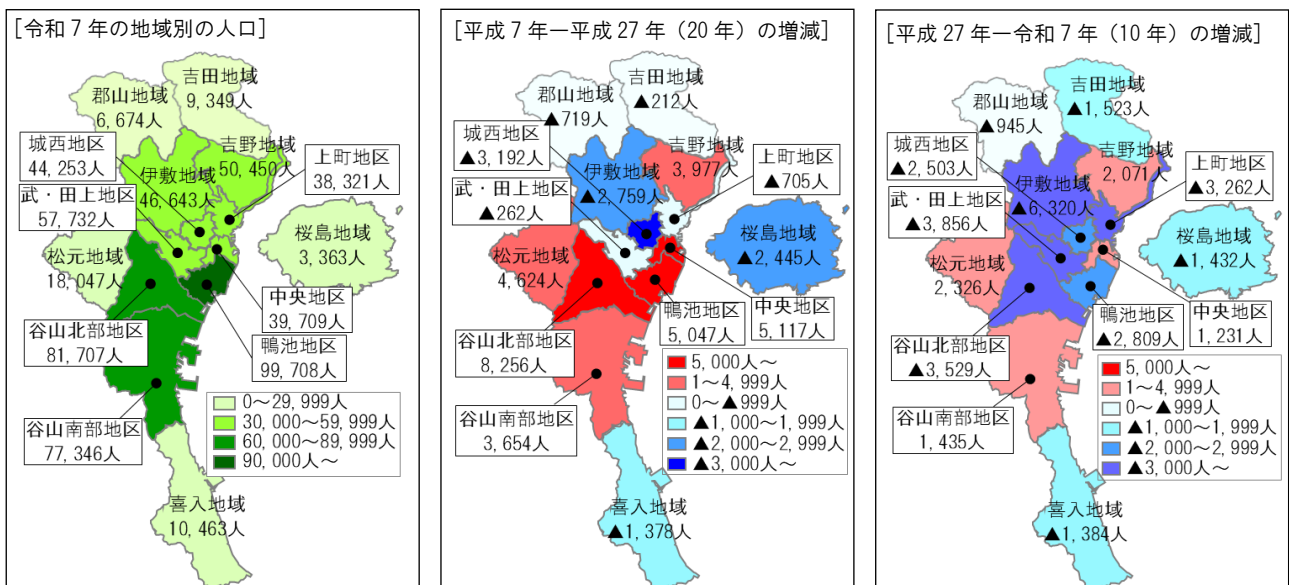 [令和7年の地域別の人口]
吉田地域
9,349人
郡山地域
6,674人
城西地区
44,253人
吉野地域
50,450人
上町地区
38,321人
伊敷地域
46,643人
武・田上地区
57,732人
桜島地域
3,363人
松元地域
18,047人
中央地区
39,709人
谷山北部地区
81,707人
鴨池地区
99,708人
谷山南部地区
77,346人
0~29,999人
30,000~59,999人
60,000~89,999人
90,000人~
喜入地域
10,463人
[平成7年―平成27年(20年)の増減]
吉田地域
▲212人
郡山地域
▲719人
城西地区
▲3,192人
吉野地域
3,977人
上町地区
▲705人
伊敷地域
▲2,759人
武・田上地区
▲262人
桜島地域
▲2,445人
松元地域
4,624人
中央地区
5,117人
鴨池地区
5,047人
谷山北部地区
8,256人
谷山南部地区
3,654人
5,000人~
1~4,999人
0~▲999人
▲1,000~1,999人
▲2,000~2,999人
▲3,000人~
喜入地域
▲1,378人
[平成27年―令和7年(10年)の増減]
吉田地域
▲1,523人
郡山地域
▲945人
城西地区
▲2,503人
吉野地域
2,071人
上町地区
▲3,262人
伊敷地域
▲6,320人
武・田上地区
▲3,856人
桜島地域
▲1,432人
松元地域
2,326人
中央地区
1,231人
鴨池地区
▲2,809人
谷山北部地区
▲3,529人
谷山南部地区
1,435人
5,000人~
1~4,999人
0~▲999人
▲1,000~1,999人
▲2,000~2,999人
▲3,000人~
喜入地域
▲1,384人